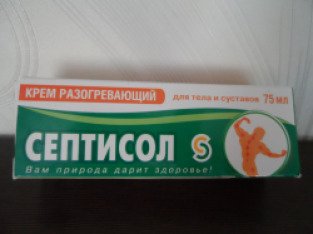 КРЕМ РАЗОГРЕВАЮЩИЙ для тела и суставов 75 мл
СЕПТИСОЛ S
Вам природа дарит здоровье!